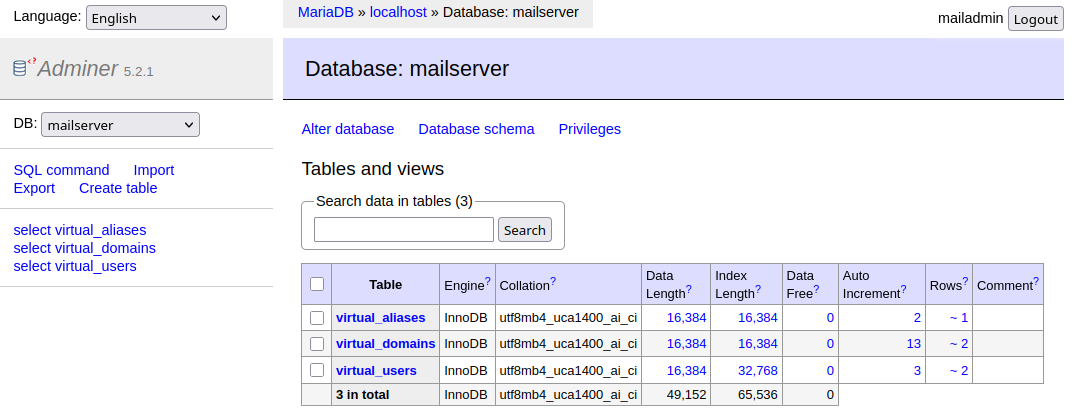 Language: English
MariaDB » localhost » Database: mailserver
mailadmin Logout
Adminer 5.2.1
Database: mailserver
DB: mailserver
SQL command Import
Export Create table
select virtual_aliases
select virtual_domains
select virtual_users
Alter database Database schema Privileges
Tables and views
Search data in tables (3)
Search
Table Engine? Collation? Data Length? Index Length? Data Free? Auto Increment? Rows? Comment?
virtual_aliases InnoDB utf8mb4_uca1400_ai_ci 16,384 16,384 0 2 ~ 1
virtual_domains InnoDB utf8mb4_uca1400_ai_ci 16,384 16,384 0 13 ~ 2
virtual_users InnoDB utf8mb4_uca1400_ai_ci 16,384 32,768 0 3 ~ 2
3 in total InnoDB utf8mb4_uca1400_ai_ci 49,152 65,536 0